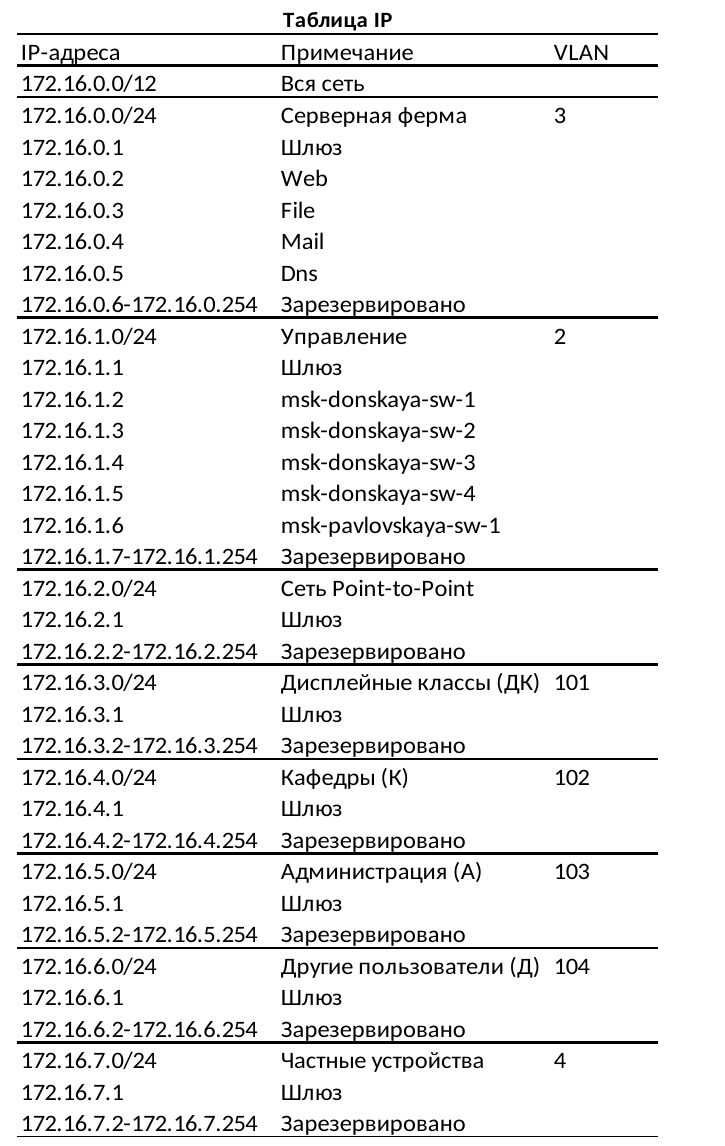 Таблица IP
IP-адреса Примечание VLAN
172.16.0.0/12 Вся сеть
172.16.0.0/24 Серверная ферма 3
172.16.0.1 Шлюз
172.16.0.2 Web
172.16.0.3 File
172.16.0.4 Mail
172.16.0.5 Dns
172.16.0.6-172.16.0.254 Зарезервировано
172.16.1.0/24 Управление 2
172.16.1.1 Шлюз
172.16.1.2 msk-donskaya-sw-1
172.16.1.3 msk-donskaya-sw-2
172.16.1.4 msk-donskaya-sw-3
172.16.1.5 msk-donskaya-sw-4
172.16.1.6 msk-pavlovskaya-sw-1
172.16.1.7-172.16.1.254 Зарезервировано
172.16.2.0/24 Сеть Point-to-Point
172.16.2.1 Шлюз
172.16.2.2-172.16.2.254 Зарезервировано
172.16.3.0/24 Дисплейные классы (ДК) 101
172.16.3.1 Шлюз
172.16.3.2-172.16.3.254 Зарезервировано
172.16.4.0/24 Кафедры (К) 102
172.16.4.1 Шлюз
172.16.4.2-172.16.4.254 Зарезервировано
172.16.5.0/24 Администрация (А) 103
172.16.5.1 Шлюз
172.16.5.2-172.16.5.254 Зарезервировано
172.16.6.0/24 Другие пользователи (Д) 104
172.16.6.1 Шлюз
172.16.6.2-172.16.6.254 Зарезервировано
172.16.7.0/24 Частные устройства 4
172.16.7.1 Шлюз
172.16.7.2-172.16.7.254 Зарезервировано